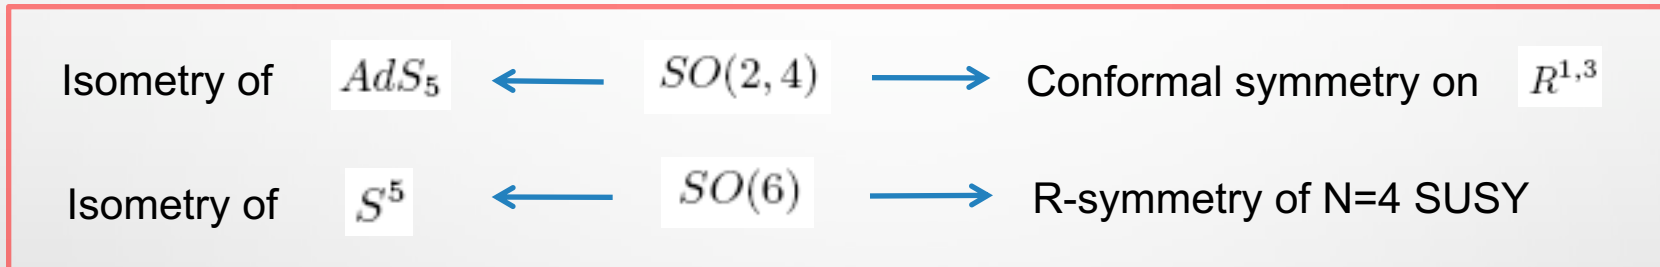 Isometry of AdS₅ ← SO(2,4) → Conformal symmetry on R¹,³
Isometry of S⁵ ← SO(6) → R-symmetry of N=4 SUSY